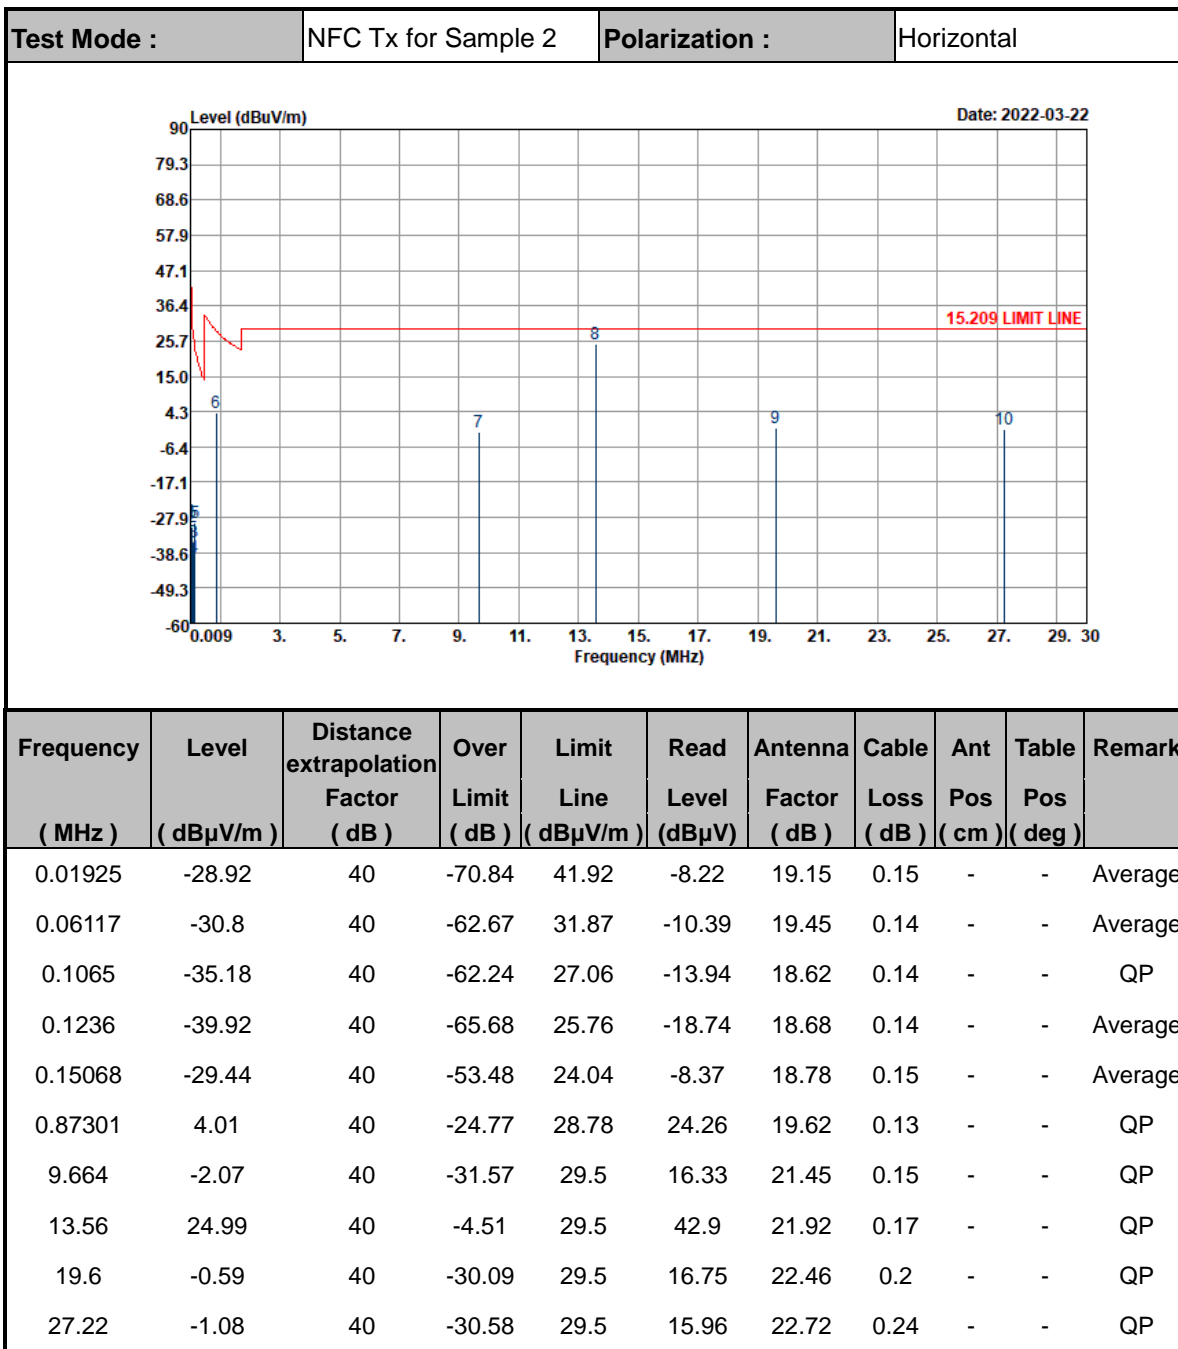 Test Mode : NFC Tx for Sample 2 Polarization : Horizontal
Level (dBuV/m) Date: 2022-03-22
90
79.3
68.6
57.9
47.1
36.4
15.209 LIMIT LINE
25.7
8
15.0
6
4.3
7 9 10
-6.4
-17.1
-27.9
-38.6
-49.3
-60
0.009 3. 5. 7. 9. 11. 13. 15. 17. 19. 21. 23. 25. 27. 29. 30
Frequency (MHz)
Frequency Level Distance extrapolation Over Limit Read Antenna Cable Ant Table Remark
Factor Limit Line Level Factor Loss Pos Pos
( MHz ) ( dBµV/m ) ( dB ) ( dB ) ( dBµV/m ) (dBµV) ( dB ) ( dB ) ( cm ) ( deg )
0.01925 -28.92 40 -70.84 41.92 -8.22 19.15 0.15 - - Average
0.06117 -30.8 40 -62.67 31.87 -10.39 19.45 0.14 - - Average
0.1065 -35.18 40 -62.24 27.06 -13.94 18.62 0.14 - - QP
0.1236 -39.92 40 -65.68 25.76 -18.74 18.68 0.14 - - Average
0.15068 -29.44 40 -53.48 24.04 -8.37 18.78 0.15 - - Average
0.87301 4.01 40 -24.77 28.78 24.26 19.62 0.13 - - QP
9.664 -2.07 40 -31.57 29.5 16.33 21.45 0.15 - - QP
13.56 24.99 40 -4.51 29.5 42.9 21.92 0.17 - - QP
19.6 -0.59 40 -30.09 29.5 16.75 22.46 0.2 - - QP
27.22 -1.08 40 -30.58 29.5 15.96 22.72 0.24 - - QP